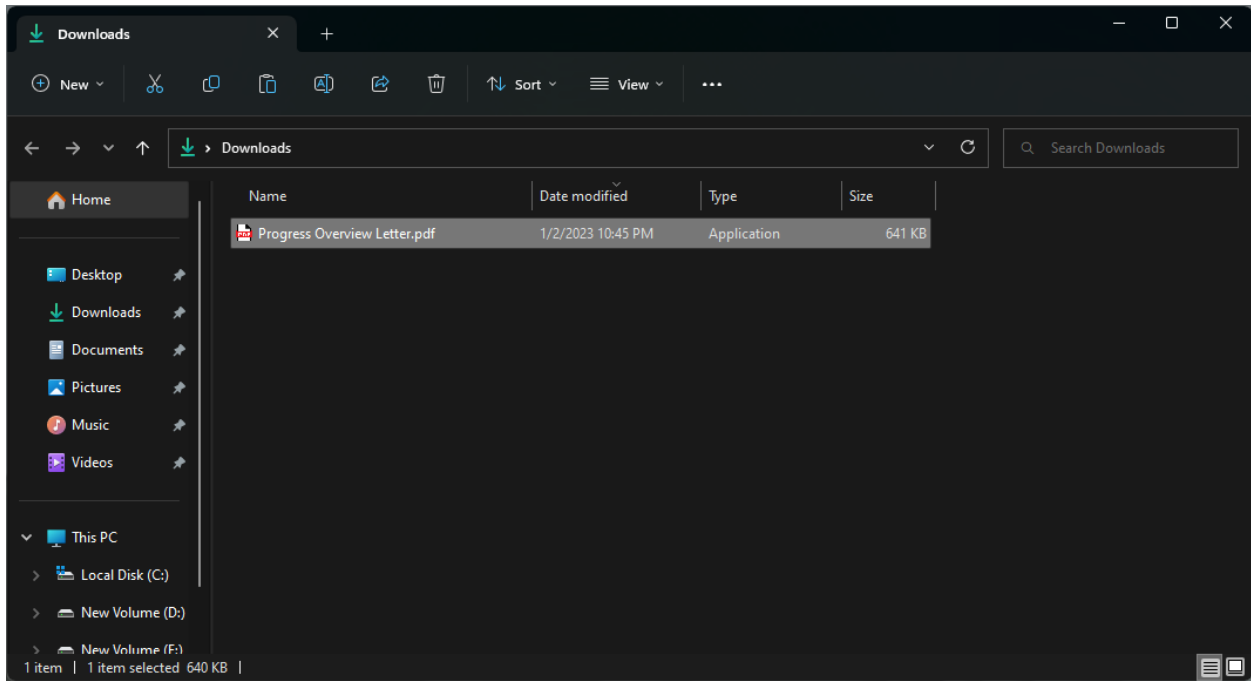 Downloads
New
Sort
View
Downloads
Search Downloads
Home
Name Date modified Type Size
Progress Overview Letter.pdf 1/2/2023 10:45 PM Application 641 KB
Desktop
Downloads
Documents
Pictures
Music
Videos
This PC
Local Disk (C:)
New Volume (D:)
New Volume (F:)
1 item | 1 item selected 640 KB |